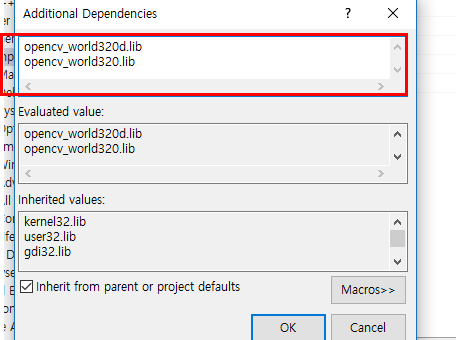 Additional Dependencies
opencv_world320d.lib
opencv_world320.lib
Evaluated value:
opencv_world320d.lib
opencv_world320.lib
Inherited values:
kernel32.lib
user32.lib
gdi32.lib
Inherit from parent or project defaults
Macros>>
OK
Cancel